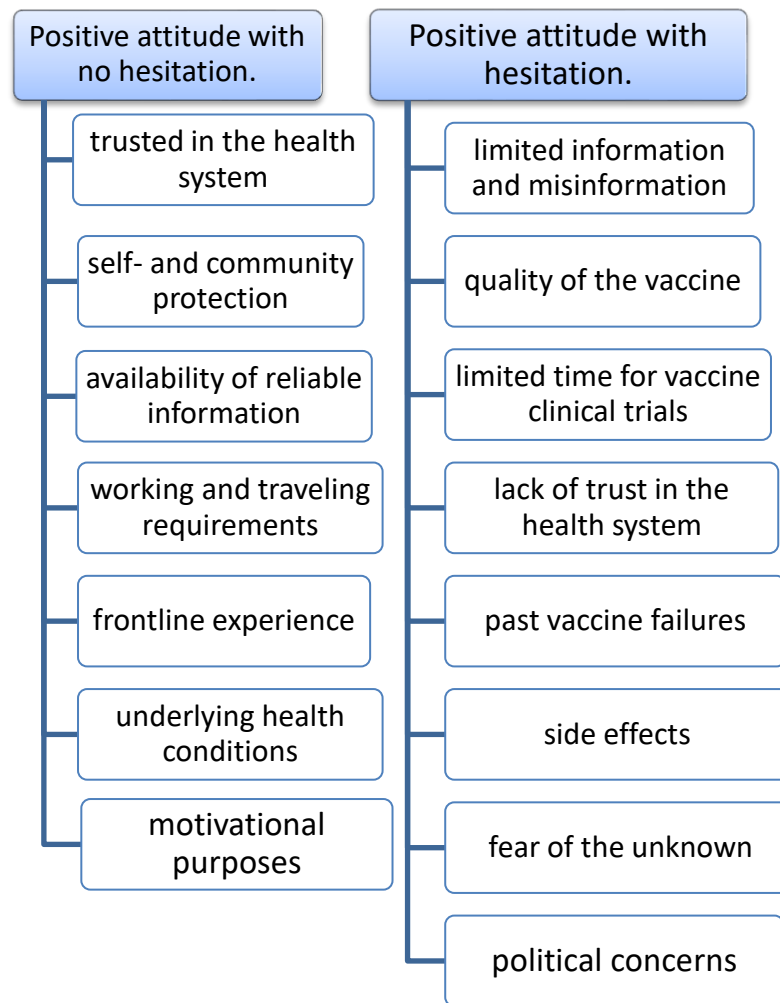 Positive attitude with
no hesitation.
trusted in the health
system
self- and community
protection
availability of reliable
information
working and traveling
requirements
frontline experience
underlying health
conditions
motivational
purposes
Positive attitude with
hesitation.
limited information
and misinformation
quality of the vaccine
limited time for vaccine
clinical trials
lack of trust in the
health system
past vaccine failures
side effects
fear of the unknown
political concerns